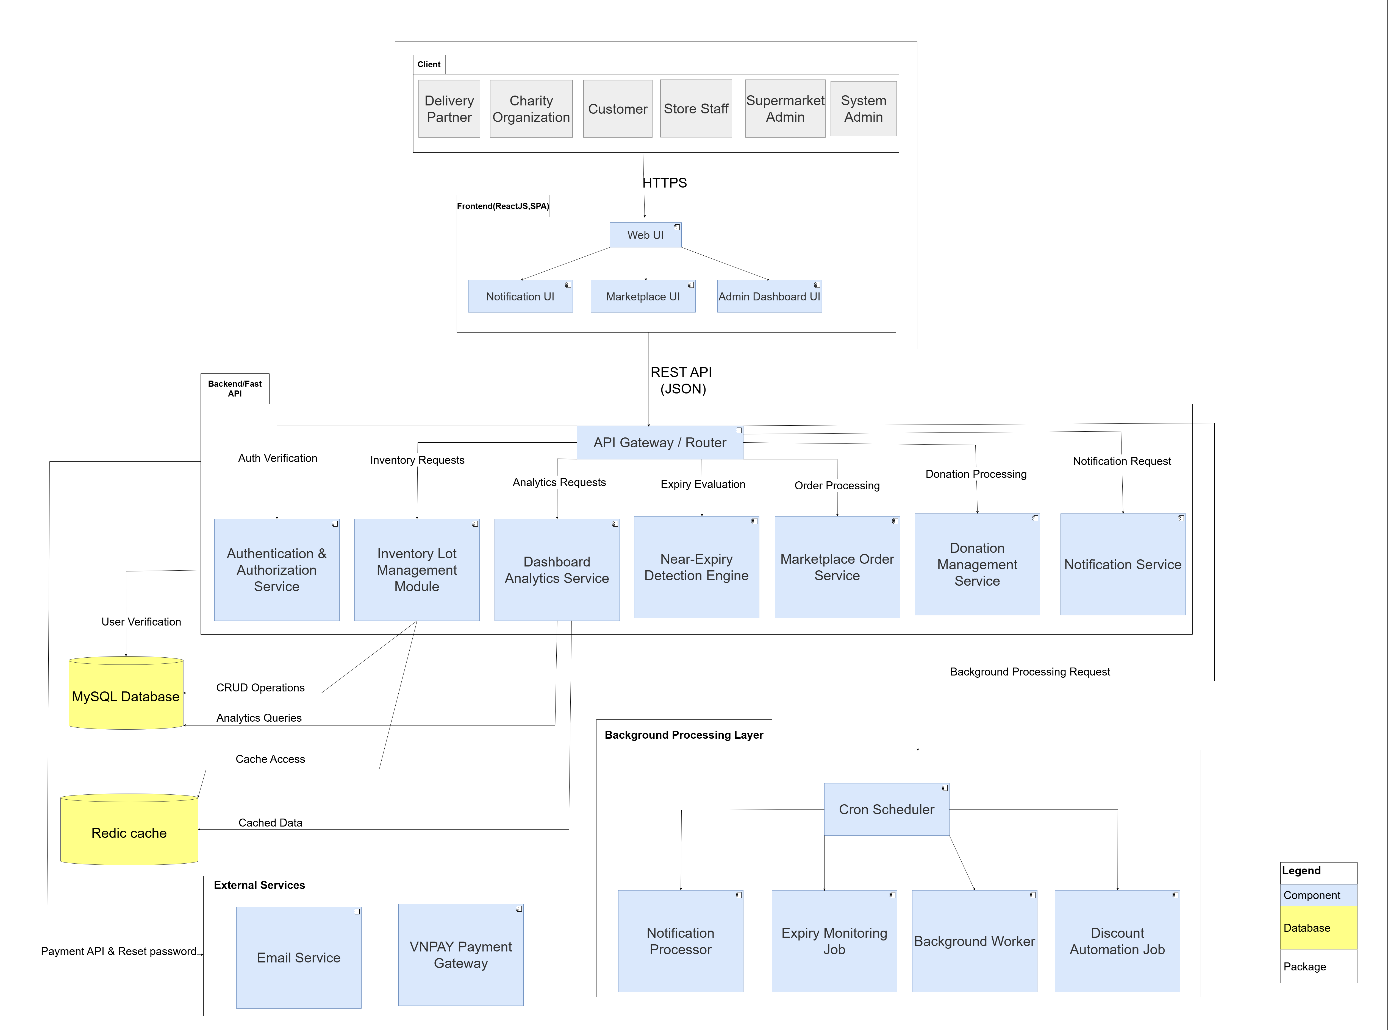 Client
Delivery
Partner
Charity
Organization
Customer
Store Staff
Supermarket
Admin
System
Admin
HTTPS
Frontend(ReactJS,SPA)
Web UI
Notification UI
Marketplace UI
Admin Dashboard UI
REST API
(JSON)
Backend/Fast
API
API Gateway / Router
Auth Verification
Inventory Requests
Analytics Requests
Expiry Evaluation
Order Processing
Donation Processing
Notification Request
Authentication &
Authorization
Service
Inventory Lot
Management
Module
Dashboard
Analytics Service
Near-Expiry
Detection Engine
Marketplace Order
Service
Donation
Management
Service
Notification Service
User Verification
MySQL Database
CRUD Operations
Analytics Queries
Cache Access
Redic cache
Cached Data
Background Processing Request
Background Processing Layer
Cron Scheduler
Notification
Processor
Expiry Monitoring
Job
Background Worker
Discount
Automation Job
External Services
Email Service
VNPAY Payment
Gateway
Payment API & Reset password
Legend
Component
Database
Package